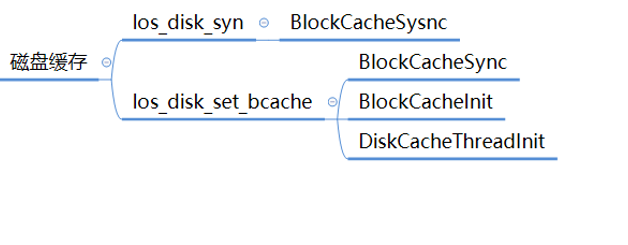 磁盘缓存
los_disk_syn
BlockCacheSysnc
los_disk_set_bcache
BlockCacheSync
BlockCacheInit
DiskCacheThreadInit